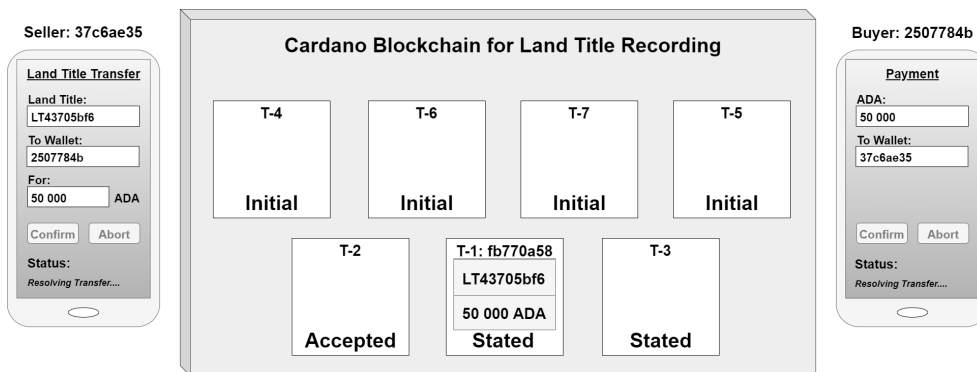 Seller: 37c6ae35
Land Title Transfer
Land Title:
LT43705bf6
To Wallet:
2507784b
For:
50 000 ADA
Confirm Abort
Status:
Resolving Transfer....
Cardano Blockchain for Land Title Recording
T-4 T-6 T-7 T-5
Initial Initial Initial Initial
T-2 T-1: fb770a58 T-3
LT43705bf6
50 000 ADA
Accepted Stated Stated
Buyer: 2507784b
Payment
ADA:
50 000
To Wallet:
37c6ae35
Confirm Abort
Status:
Resolving Transfer....